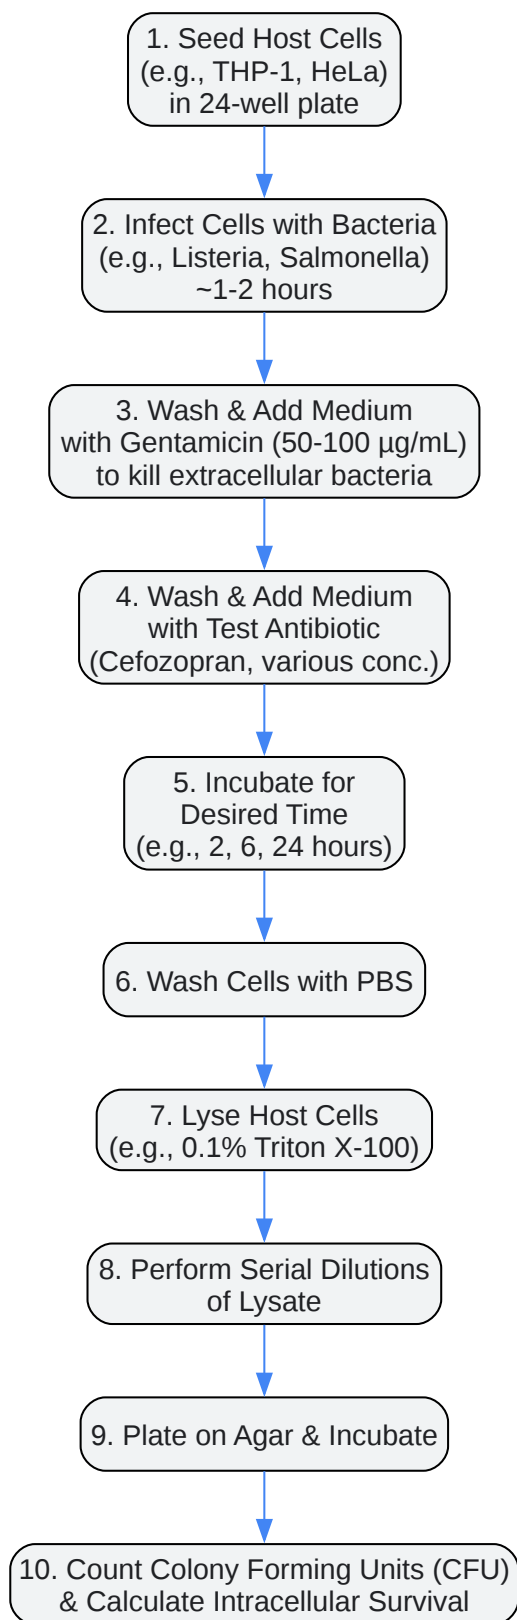 1. Seed Host Cells
(e.g., THP-1, HeLa)
in 24-well plate
2. Infect Cells with Bacteria
(e.g., Listeria, Salmonella)
~1-2 hours
3. Wash & Add Medium
with Gentamicin (50-100 µg/mL)
to kill extracellular bacteria
4. Wash & Add Medium
with Test Antibiotic
(Cefozopran, various conc.)
5. Incubate for
Desired Time
(e.g., 2, 6, 24 hours)
6. Wash Cells with PBS
7. Lyse Host Cells
(e.g., 0.1% Triton X-100)
8. Perform Serial Dilutions
of Lysate
9. Plate on Agar & Incubate
10. Count Colony Forming Units (CFU)
& Calculate Intracellular Survival